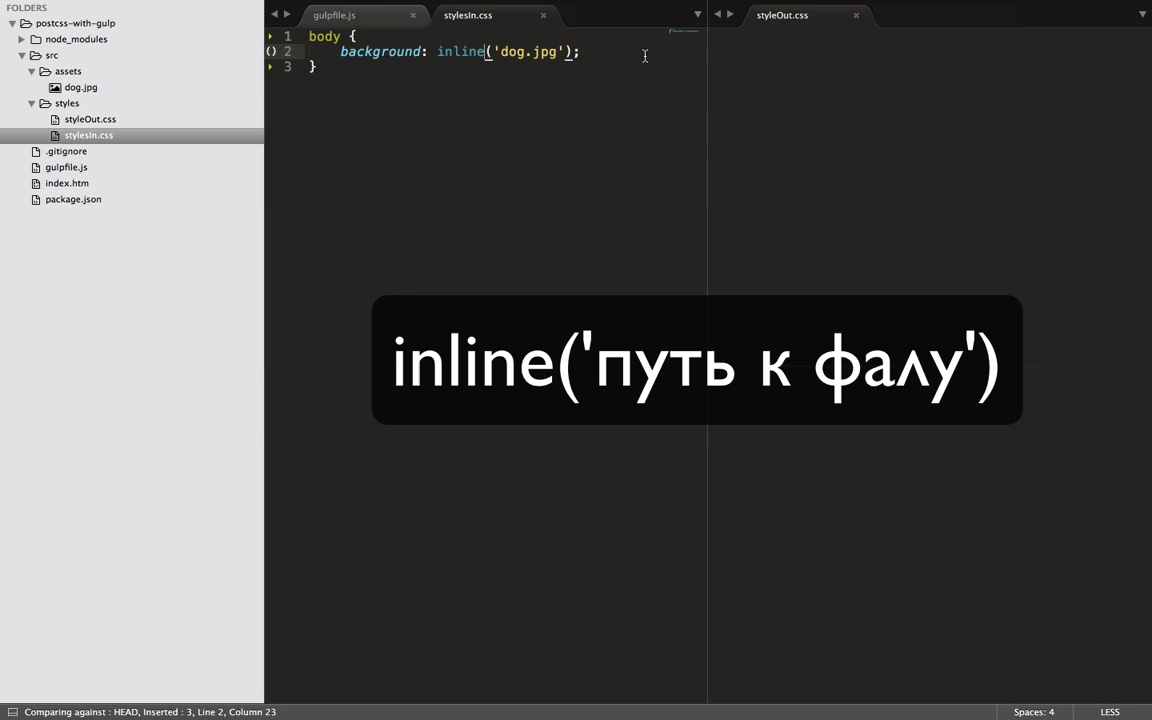 FOLDERS
postcss-with-gulp
node_modules
src
assets
dog.jpg
styles
styleOut.css
stylesIn.css
.gitignore
gulpfile.js
index.htm
package.json
gulpfile.js
stylesIn.css
styleOut.css
1 body {
2 background: inline('dog.jpg');
3 }
inline('путь к фалу')
Comparing against : HEAD, Inserted : 3, Line 2, Column 23
Spaces: 4
LESS